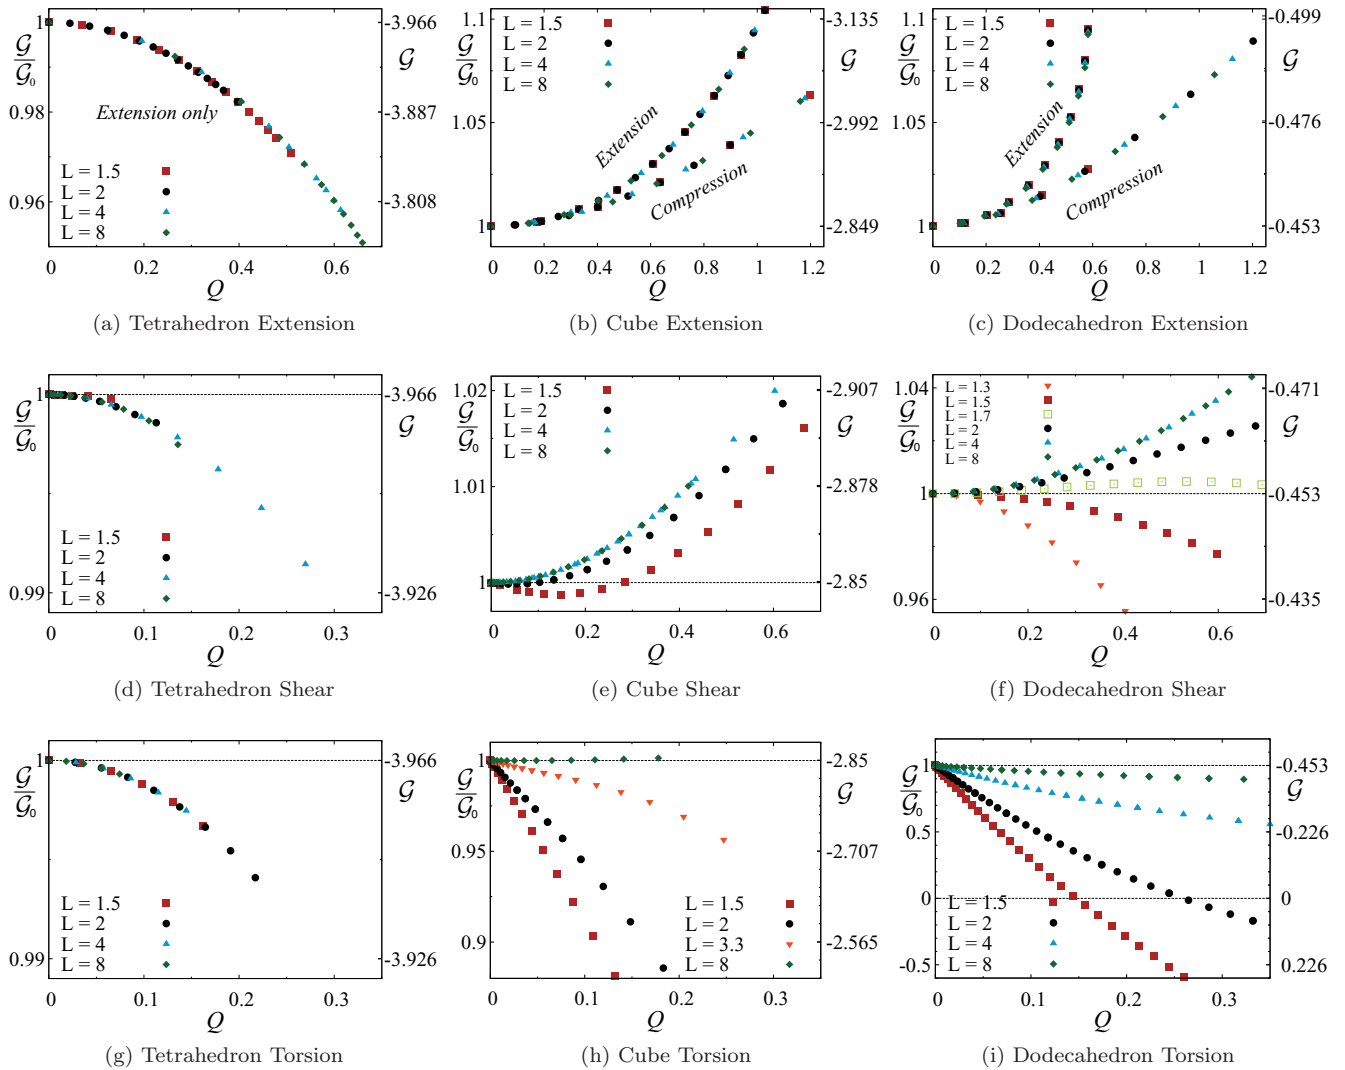 1
0.98
0.96
G/G₀
-3.966
G
-3.887
-3.808
Extension only
L = 1.5
L = 2
L = 4
L = 8
0 0.2 0.4 0.6
Q
(a) Tetrahedron Extension
1.1
G/G₀
1.05
1
L = 1.5
L = 2
L = 4
L = 8
Extension
Compression
-3.135
G
-2.992
-2.849
0 0.2 0.4 0.6 0.8 1 1.2
Q
(b) Cube Extension
1.1
G/G₀
1.05
1
L = 1.5
L = 2
L = 4
L = 8
Extension
Compression
-0.499
G
-0.476
-0.453
0 0.2 0.4 0.6 0.8 1 1.2
Q
(c) Dodecahedron Extension
1
G/G₀
0.99
L = 1.5
L = 2
L = 4
L = 8
-3.966
G
-3.926
0 0.1 0.2 0.3
Q
(d) Tetrahedron Shear
1.02
G/G₀
1.01
1
L = 1.5
L = 2
L = 4
L = 8
-2.907
G
-2.878
-2.85
0 0.2 0.4 0.6
Q
(e) Cube Shear
1.04
G/G₀
1
0.96
L = 1.3
L = 1.5
L = 1.7
L = 2
L = 4
L = 8
-0.471
G
-0.453
-0.435
0 0.2 0.4 0.6
Q
(f) Dodecahedron Shear
1
G/G₀
0.99
L = 1.5
L = 2
L = 4
L = 8
-3.966
G
-3.926
0 0.1 0.2 0.3
Q
(g) Tetrahedron Torsion
1
G/G₀
0.95
0.9
L = 1.5
L = 2
L = 3.3
L = 8
-2.85
G
-2.707
-2.565
0 0.1 0.2 0.3
Q
(h) Cube Torsion
1
G/G₀
0.5
0
-0.5
L = 1.5
L = 2
L = 4
L = 8
-0.453
G
-0.226
0
0.226
0 0.1 0.2 0.3
Q
(i) Dodecahedron Torsion